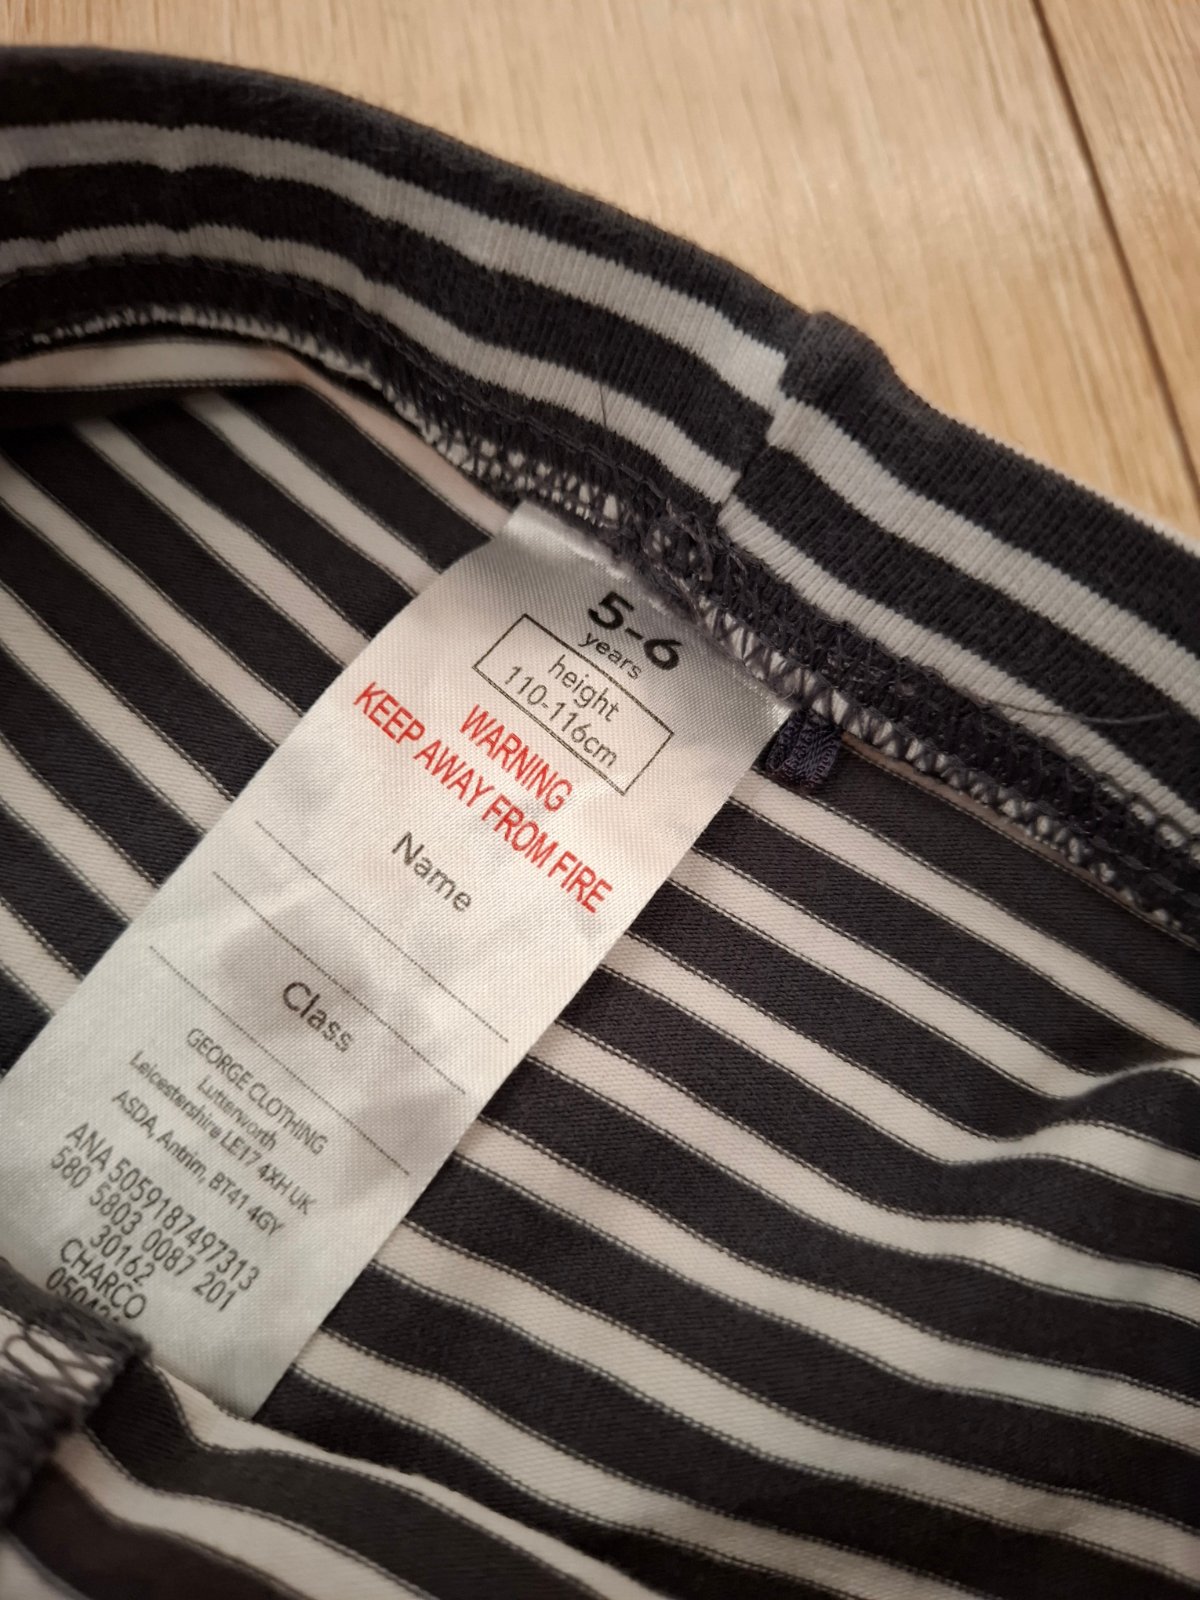 5-6
years
height
110-116cm
WARNING
KEEP AWAY FROM FIRE
Name
Class
GEORGE CLOTHING
Lutterworth
Leicestershire LE17 4XH UK
ASDA, Antrim, BT41 4GY
ANA 5059187497313
580 5803 0087 201
30162
CHARCO